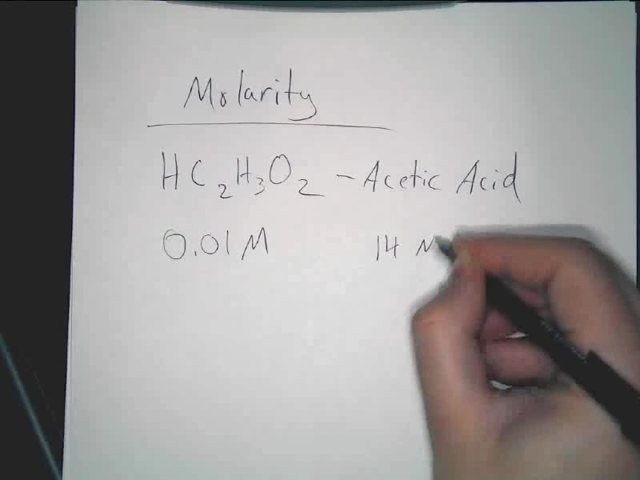 Molarity
HC₂H₃O₂ - Acetic Acid
0.01 M 14 M